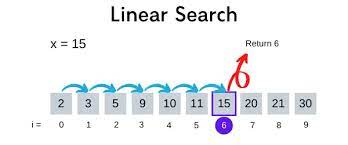 Linear Search
x = 15
Return 6
6
2 3 5 9 10 11 15 20 21 30
i = 0 1 2 3 4 5 6 7 8 9